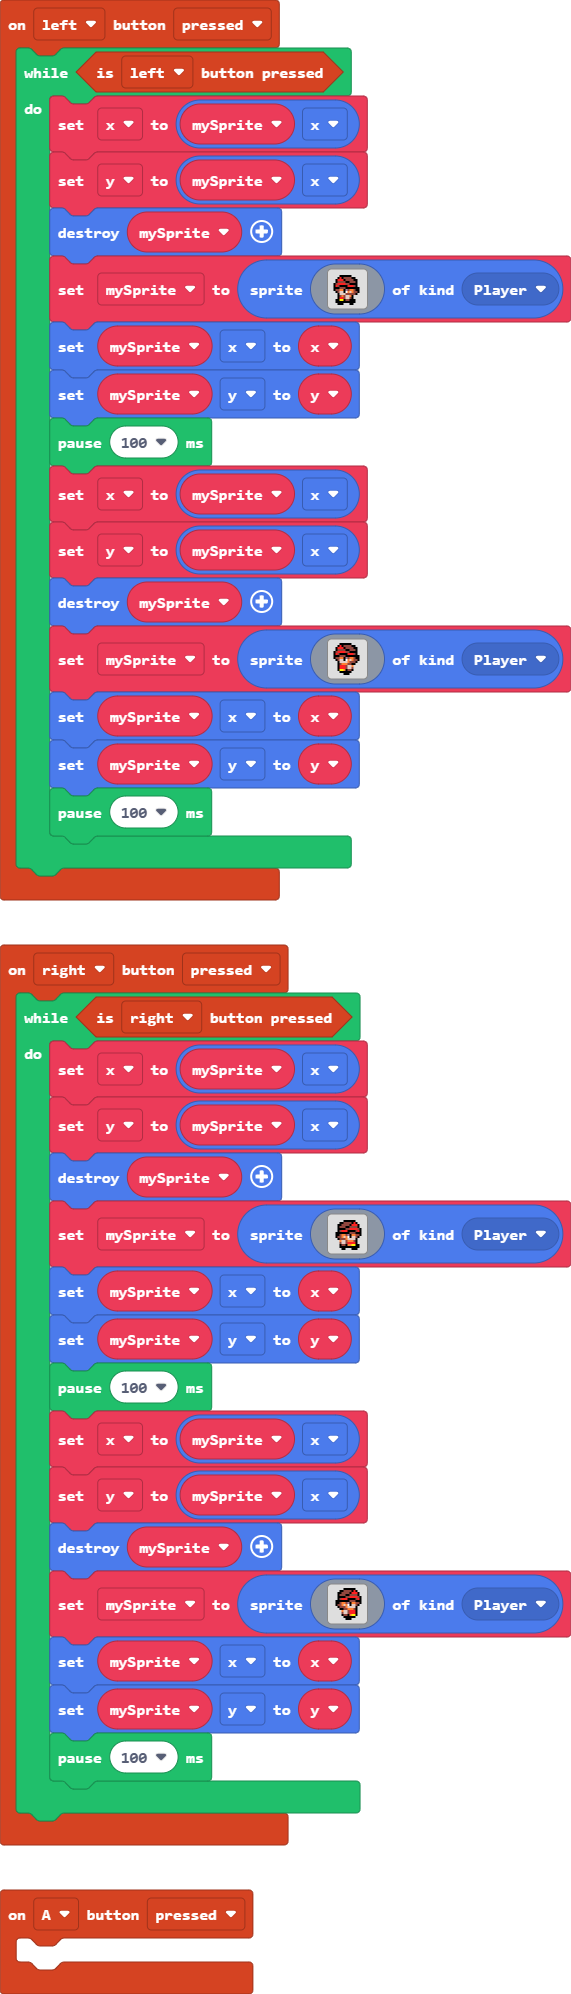 on left button pressed
while is left button pressed
do
set x to mySprite x
set y to mySprite x
destroy mySprite
set mySprite to sprite of kind Player
set mySprite x to x
set mySprite y to y
pause 100 ms
set x to mySprite x
set y to mySprite x
destroy mySprite
set mySprite to sprite of kind Player
set mySprite x to x
set mySprite y to y
pause 100 ms
on right button pressed
while is right button pressed
do
set x to mySprite x
set y to mySprite x
destroy mySprite
set mySprite to sprite of kind Player
set mySprite x to x
set mySprite y to y
pause 100 ms
set x to mySprite x
set y to mySprite x
destroy mySprite
set mySprite to sprite of kind Player
set mySprite x to x
set mySprite y to y
pause 100 ms
on A button pressed